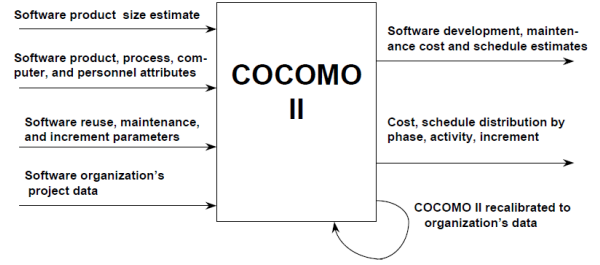 Software product size estimate
Software product, process, com-
puter, and personnel attributes
Software reuse, maintenance,
and increment parameters
Software organization's
project data
COCOMO
II
Software development, mainten-
ance cost and schedule estimates
Cost, schedule distribution by
phase, activity, increment
COCOMO II recalibrated to
organization's data